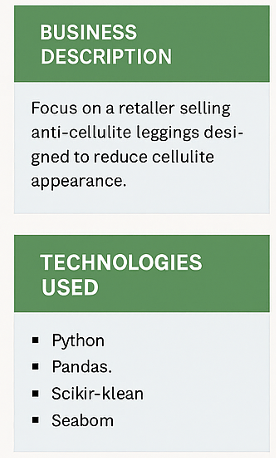 BUSINESS
DESCRIPTION
Focus on a retaller selling
anti-cellulite leggings desi-
gned to reduce cellulite
appearance.
TECHNOLOGIES
USED
▪ Python
▪ Pandas.
▪ Scikir-klean
▪ Seabom